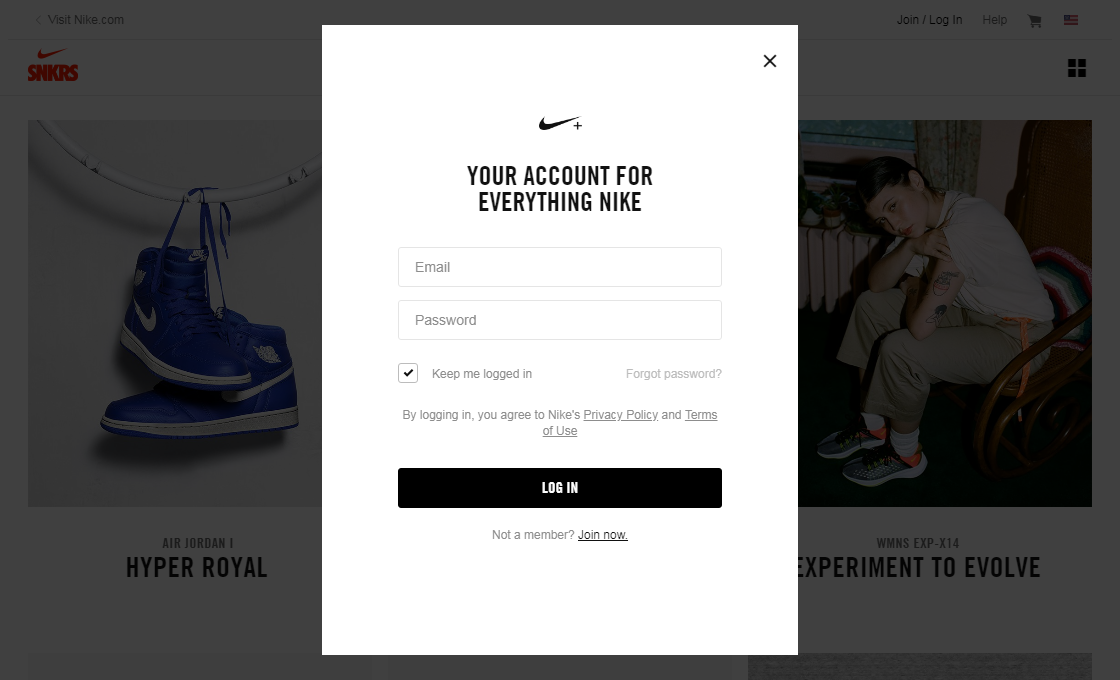 Visit Nike.com
Join / Log In
Help
SNKRS
YOUR ACCOUNT FOR
EVERYTHING NIKE
Email
Password
Keep me logged in
Forgot password?
By logging in, you agree to Nike's Privacy Policy and Terms
of Use
LOG IN
Not a member? Join now.
AIR JORDAN I
HYPER ROYAL
WMNS EXP-X14
EXPERIMENT TO EVOLVE